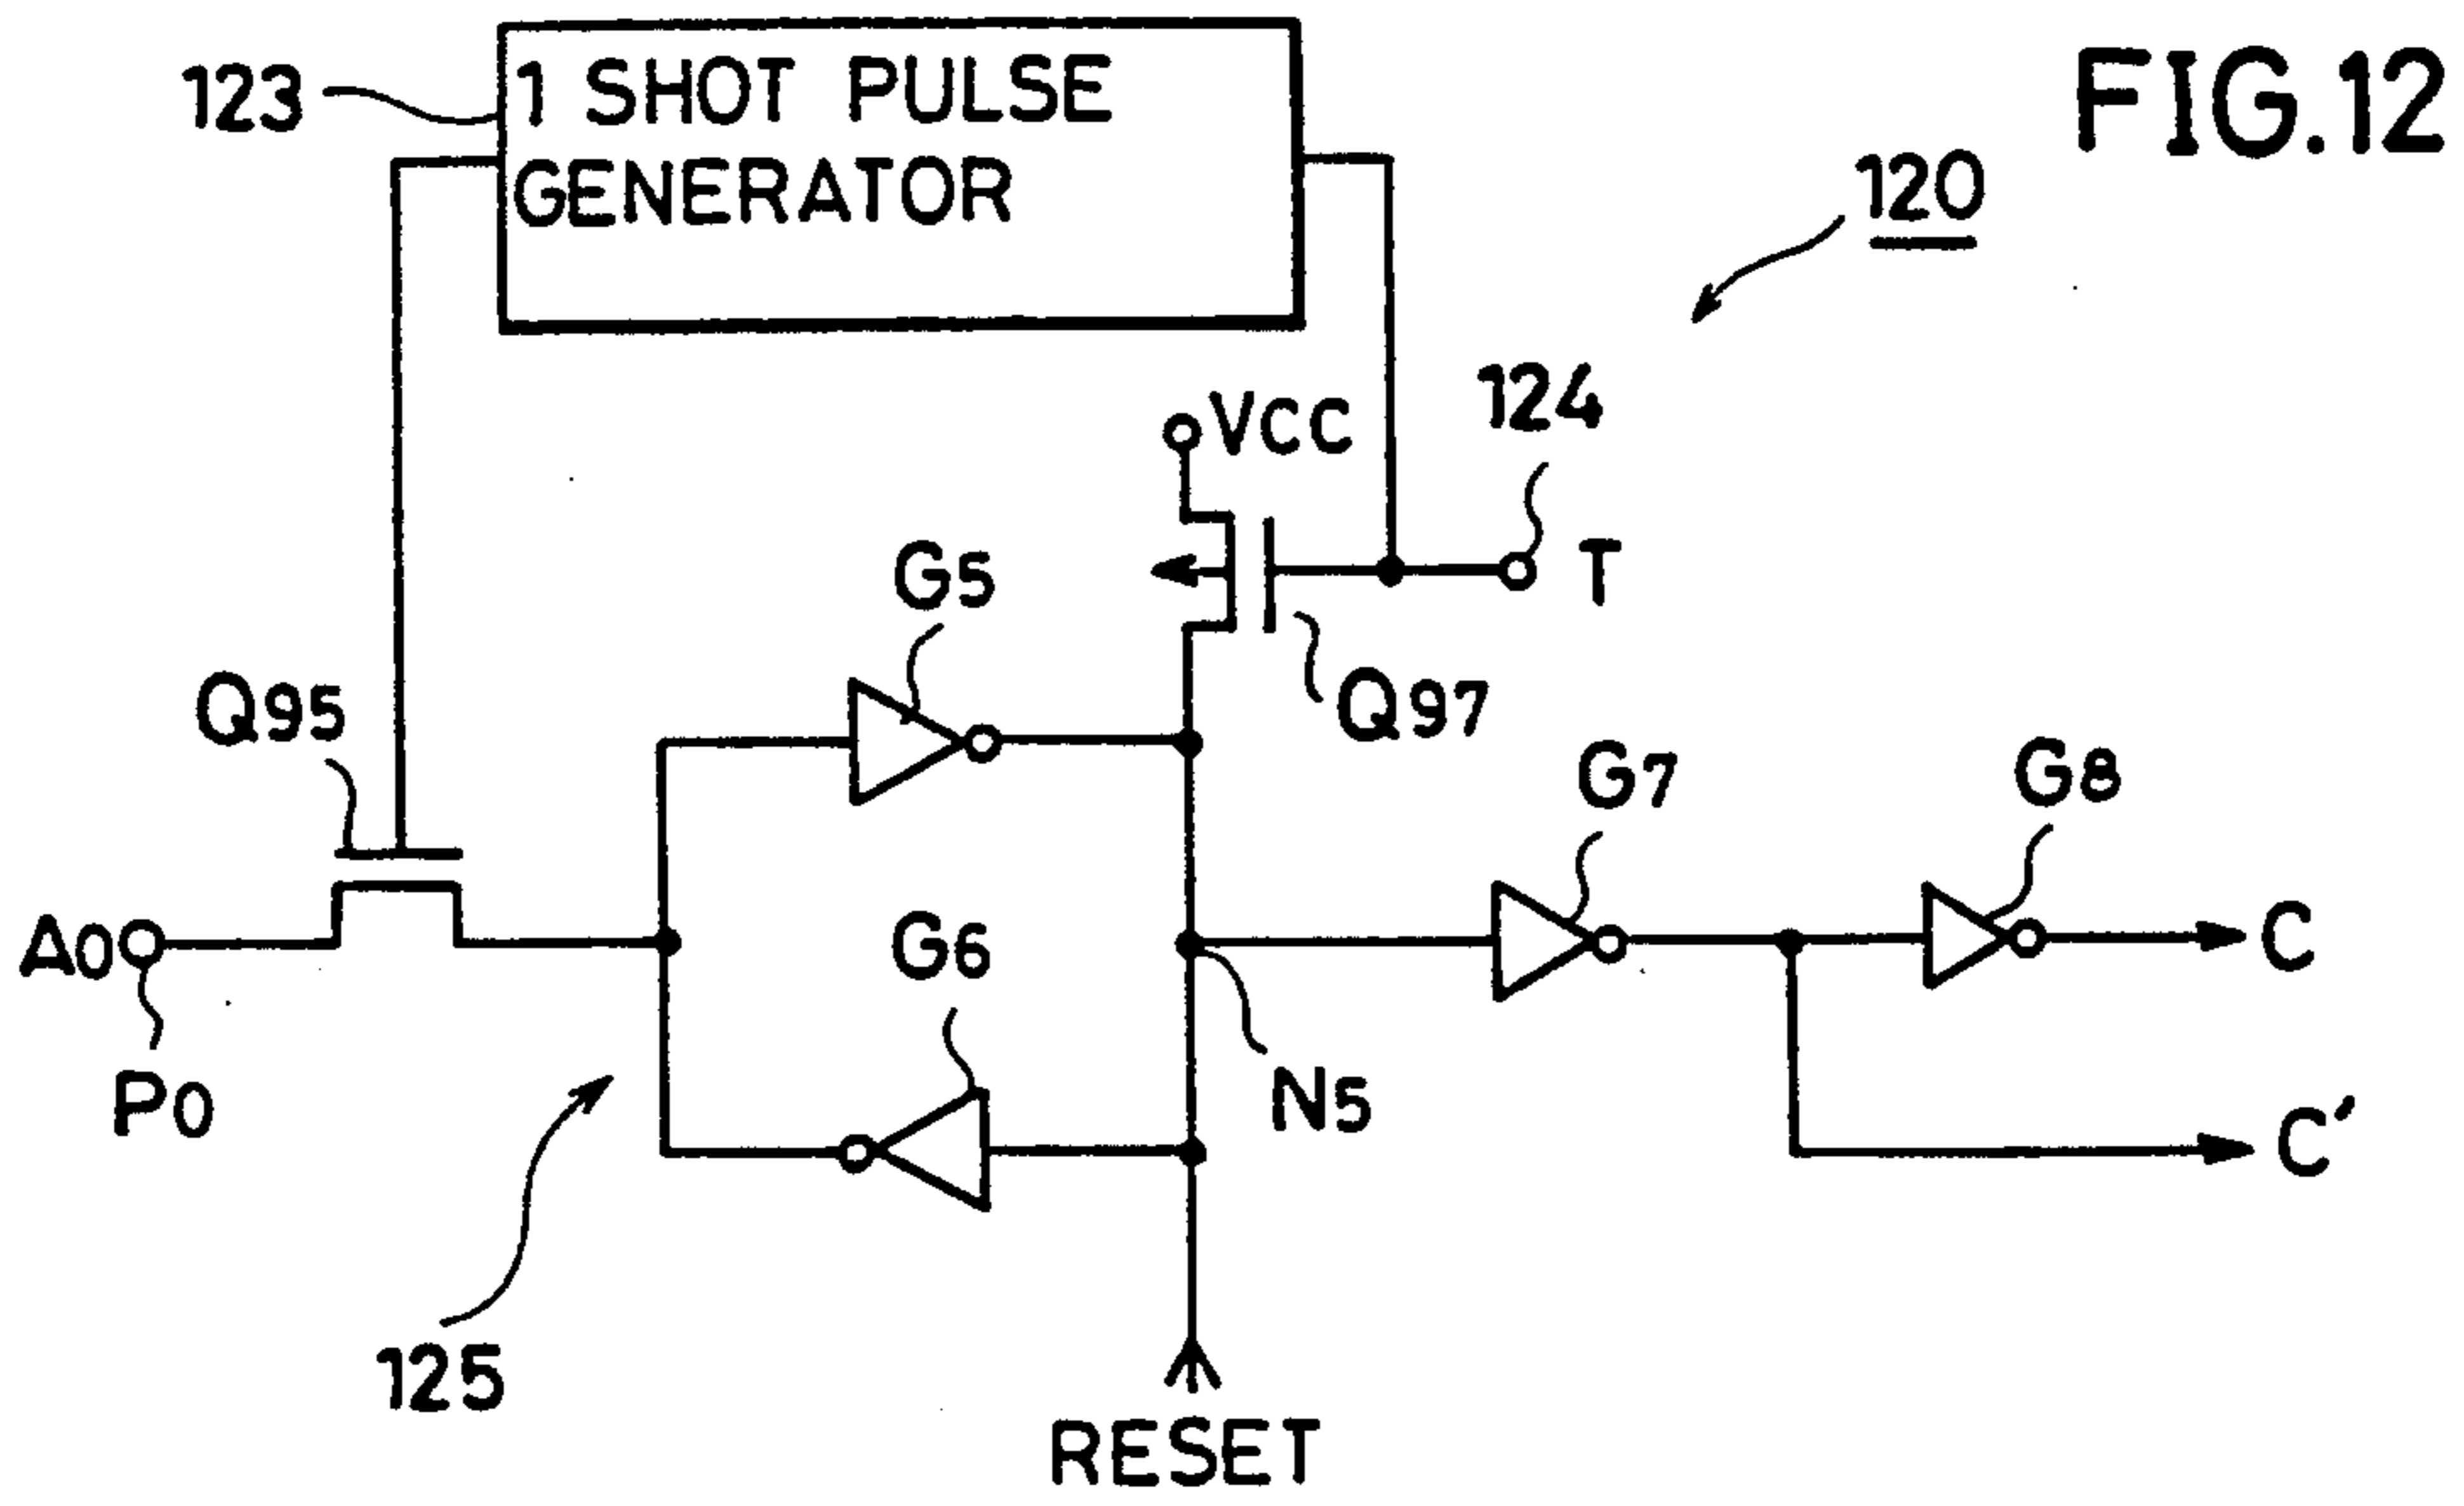 FIG.12
123
1 SHOT PULSE
GENERATOR
120
124
VCC
T
G5
Q95
Q97
G7
G8
A0
G6
C
P0
N5
C'
125
RESET